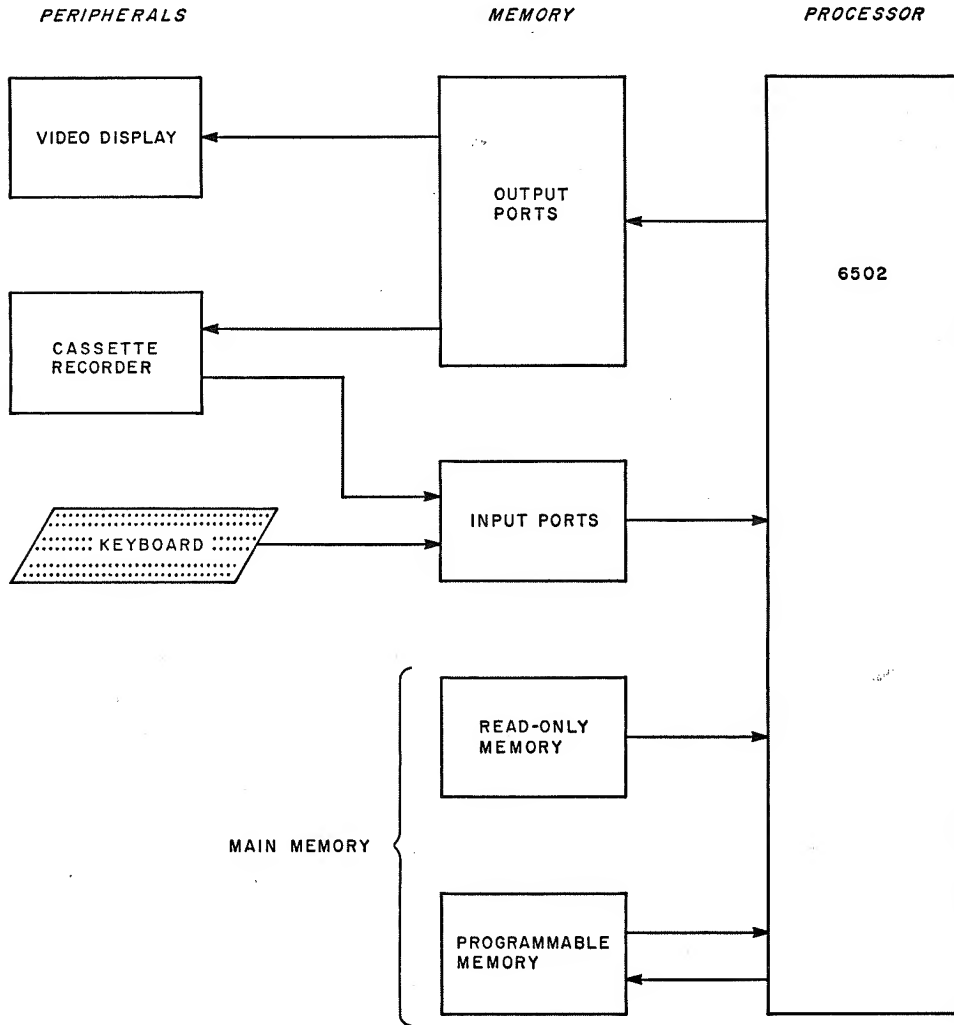 PERIPHERALS
MEMORY
PROCESSOR
VIDEO DISPLAY
OUTPUT
PORTS
6502
CASSETTE
RECORDER
INPUT PORTS
KEYBOARD
READ-ONLY
MEMORY
MAIN MEMORY
PROGRAMMABLE
MEMORY